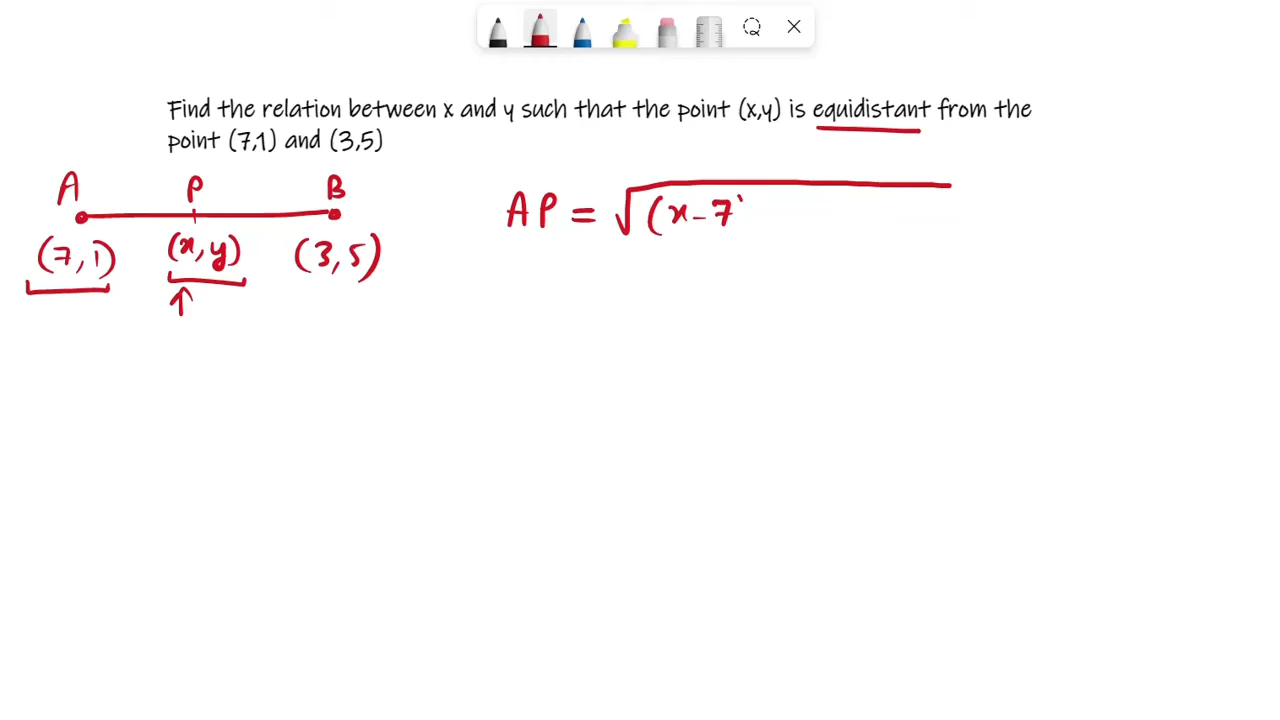 Find the relation between x and y such that the point (x,y) is equidistant from the
point (7,1) and (3,5)
A P B
(7,1) (x,y) (3,5)
AP = √(x-7